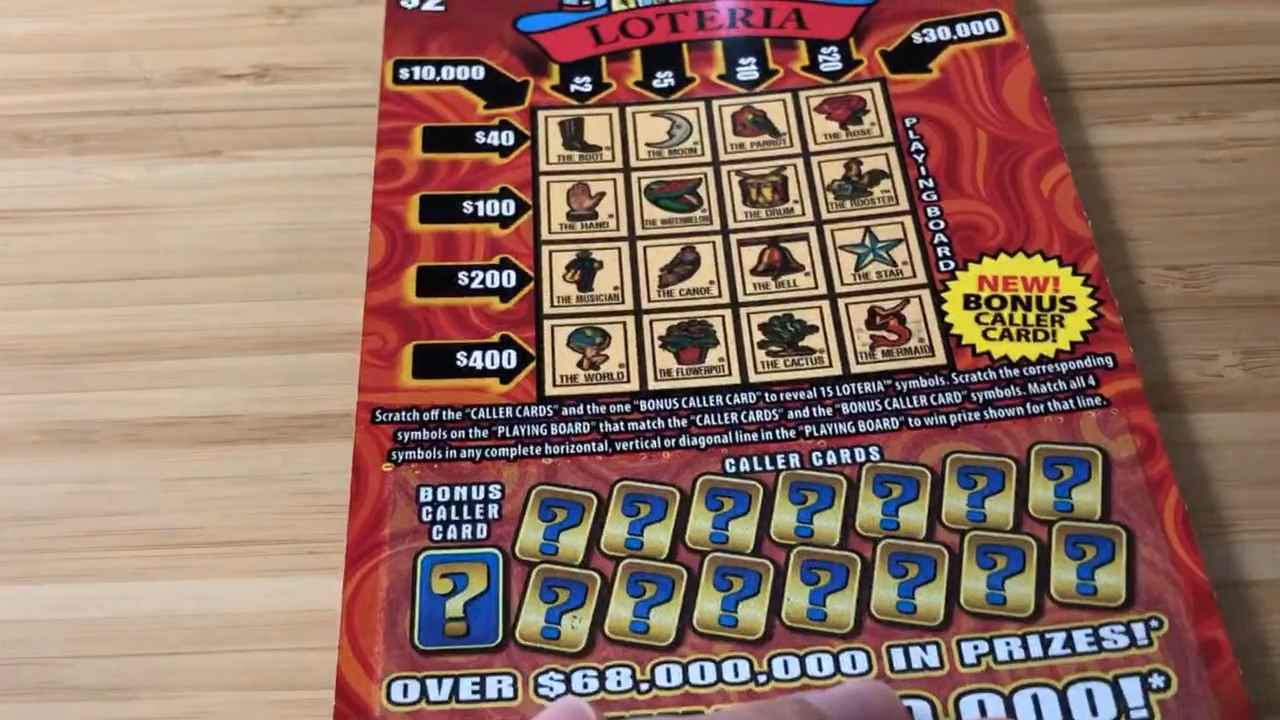 $2
LOTERIA
$10,000
$2
$5
$10
$20
$30,000
$40
THE BOOT
THE MOON
THE PARROT
THE ROSE
$100
THE HAND
THE WATERMELON
THE DRUM
THE ROOSTER
$200
THE MUSICIAN
THE CANOE
THE BELL
THE STAR
$400
THE WORLD
THE FLOWERPOT
THE CACTUS
THE MERMAID
PLAYING BOARD
NEW!
BONUS
CALLER
CARD!
Scratch off the "CALLER CARDS" and the one "BONUS CALLER CARD" to reveal 15 LOTERIA™ symbols. Scratch the corresponding
symbols on the "PLAYING BOARD" that match the "CALLER CARDS" and the "BONUS CALLER CARD" symbols. Match all 4
symbols in any complete horizontal, vertical or diagonal line in the "PLAYING BOARD" to win prize shown for that line.
CALLER CARDS
BONUS
CALLER
CARD
? ? ? ? ? ? ?
?
? ? ? ? ? ? ?
OVER $68,000,000 IN PRIZES!*